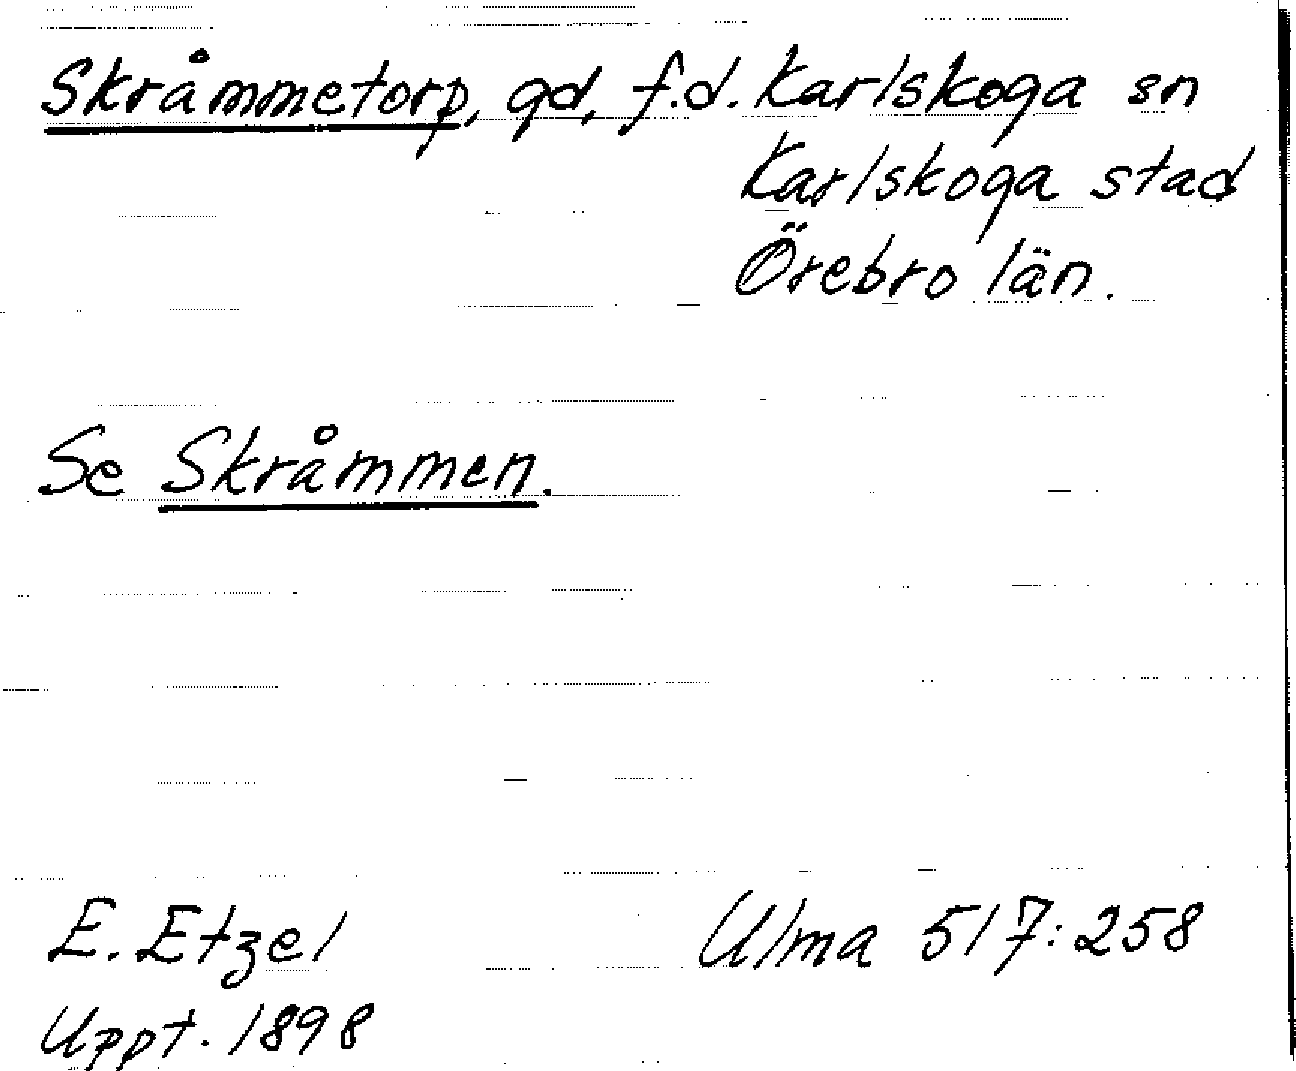 Skråmmetorp, gd, f.d. Karlskoga sn
Karlskoga stad
Örebro län.
Se Skråmmen.
E. Etzel
Ulma 517:258
Uppt. 1898